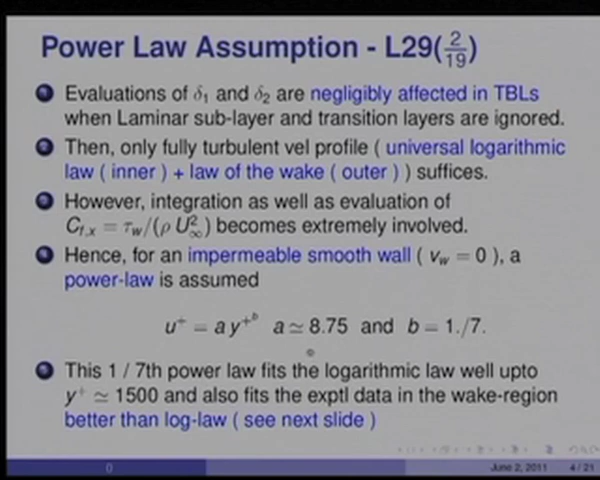 Power Law Assumption - L29(2/19)
1 Evaluations of δ1 and δ2 are negligibly affected in TBLs
when Laminar sub-layer and transition layers are ignored.
2 Then, only fully turbulent vel profile ( universal logarithmic
law ( inner ) + law of the wake ( outer ) ) suffices.
3 However, integration as well as evaluation of
Cf,x = τw/(ρ U∞²) becomes extremely involved.
4 Hence, for an impermeable smooth wall ( vw = 0 ), a
power-law is assumed
u+ = a y+^b a ≃ 8.75 and b = 1./7.
This 1 / 7th power law fits the logarithmic law well upto
y+ ≃ 1500 and also fits the exptl data in the wake-region
better than log-law ( see next slide )
() June 2, 2011 4 / 21